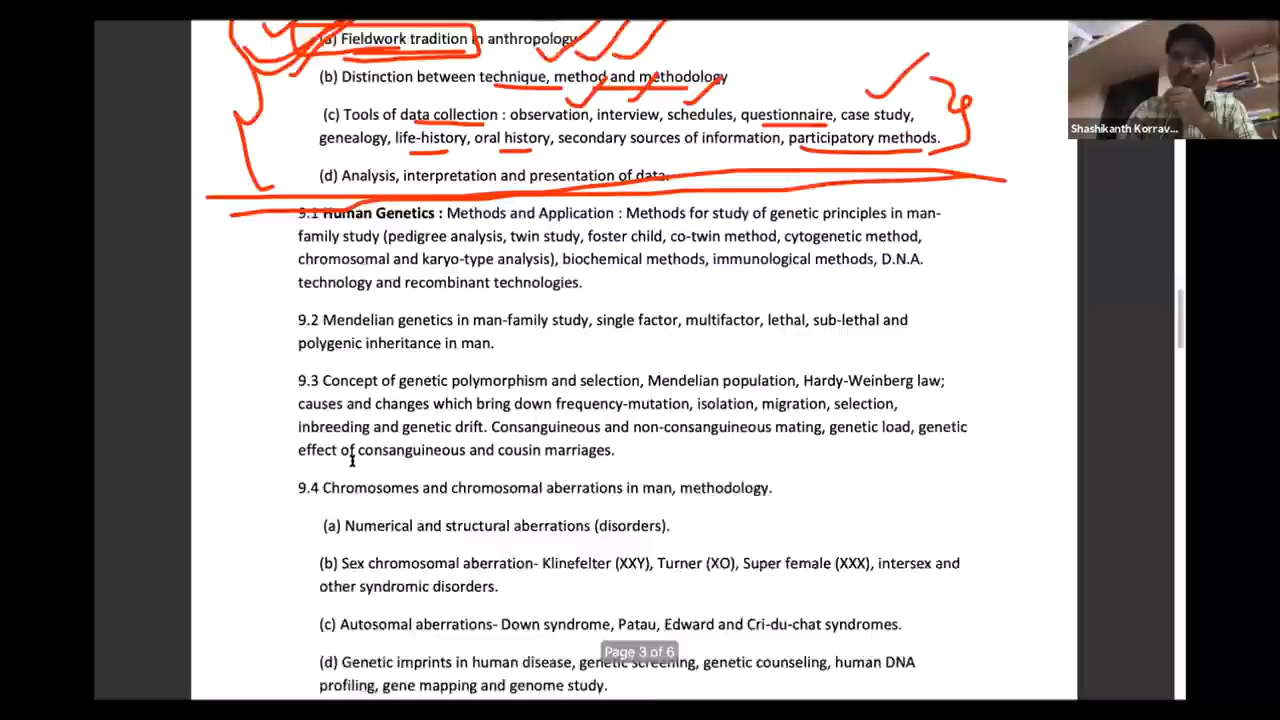 (a) Fieldwork tradition in anthropology
(b) Distinction between technique, method and methodology
(c) Tools of data collection : observation, interview, schedules, questionnaire, case study,
genealogy, life-history, oral history, secondary sources of information, participatory methods.
(d) Analysis, interpretation and presentation of data.
9.1 Human Genetics : Methods and Application : Methods for study of genetic principles in man-
family study (pedigree analysis, twin study, foster child, co-twin method, cytogenetic method,
chromosomal and karyo-type analysis), biochemical methods, immunological methods, D.N.A.
technology and recombinant technologies.
9.2 Mendelian genetics in man-family study, single factor, multifactor, lethal, sub-lethal and
polygenic inheritance in man.
9.3 Concept of genetic polymorphism and selection, Mendelian population, Hardy-Weinberg law;
causes and changes which bring down frequency-mutation, isolation, migration, selection,
inbreeding and genetic drift. Consanguineous and non-consanguineous mating, genetic load, genetic
effect of consanguineous and cousin marriages.
9.4 Chromosomes and chromosomal aberrations in man, methodology.
(a) Numerical and structural aberrations (disorders).
(b) Sex chromosomal aberration- Klinefelter (XXY), Turner (XO), Super female (XXX), intersex and
other syndromic disorders.
(c) Autosomal aberrations- Down syndrome, Patau, Edward and Cri-du-chat syndromes.
(d) Genetic imprints in human disease, genetic screening, genetic counseling, human DNA
profiling, gene mapping and genome study.
Page 3 of 6
Shashikanth Korrav...